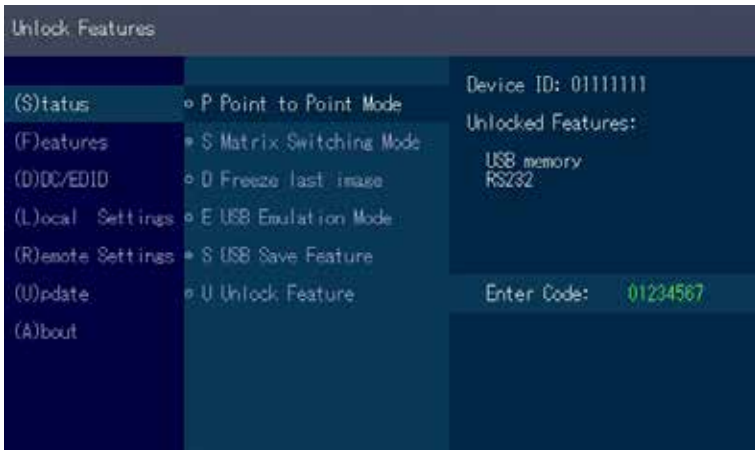 Unlock Features
(S)tatus
(F)eatures
(D)DC/EDID
(L)ocal Settings
(R)emote Settings
(U)pdate
(A)bout
P Point to Point Mode
S Matrix Switching Mode
D Freeze last image
E USB Emulation Mode
S USB Save Feature
U Unlock Feature
Device ID: 01111111
Unlocked Features:
USB memory
RS232
Enter Code: 01234567